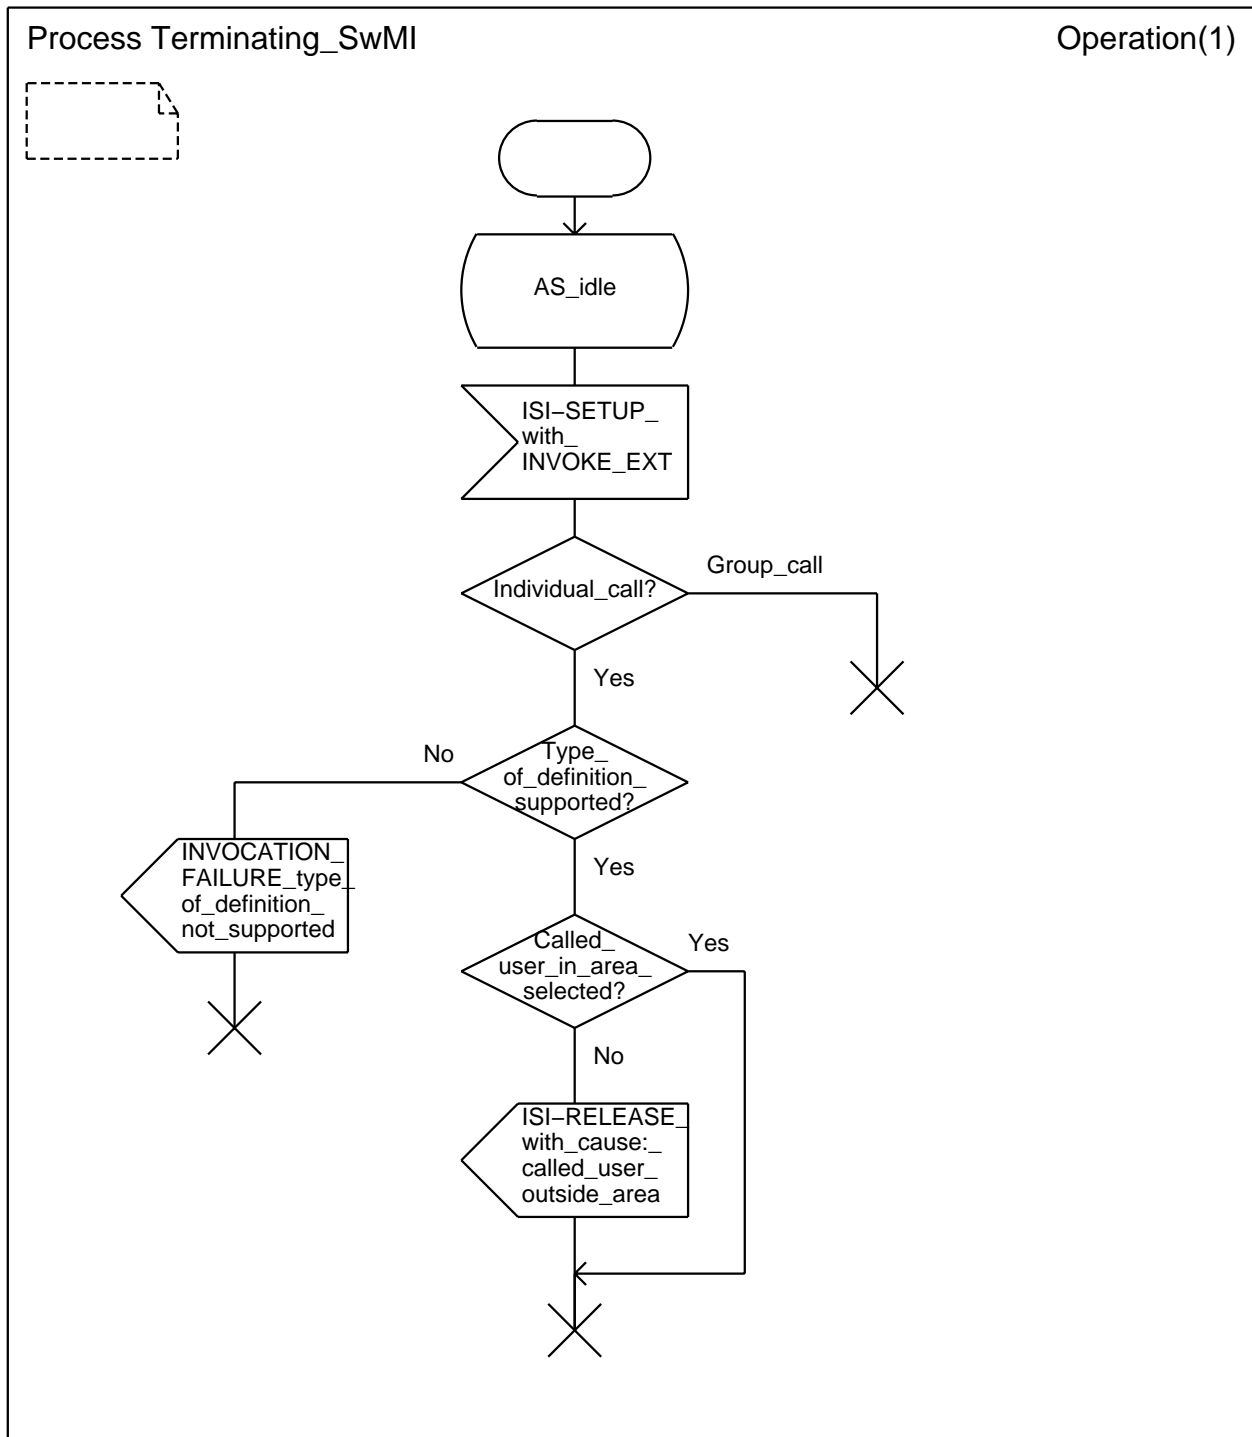 Process Terminating_SwMI
Operation(1)
AS_idle
ISI−SETUP_
with_
INVOKE_EXT
Individual_call?
Group_call
Yes
No
Type_
of_definition_
supported?
INVOCATION_
FAILURE_type_
of_definition_
not_supported
Yes
Called_
user_in_area_
selected?
Yes
No
ISI−RELEASE_
with_cause:_
called_user_
outside_area